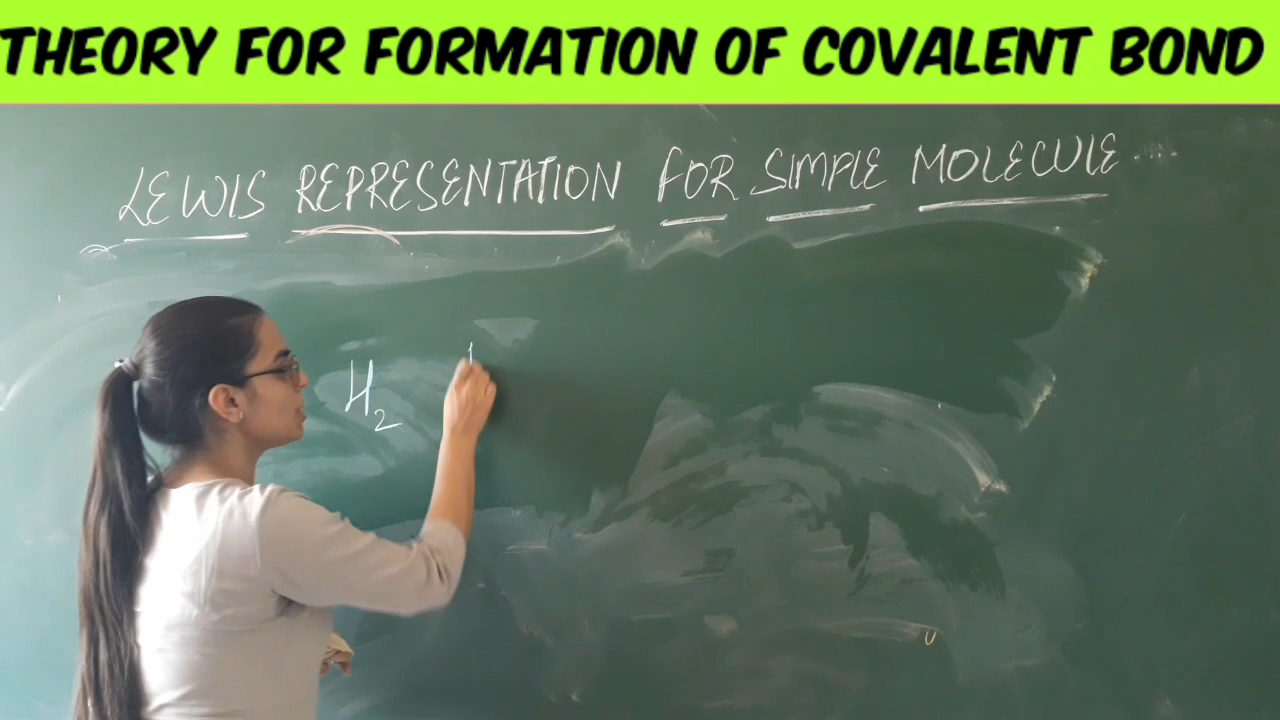 THEORY FOR FORMATION OF COVALENT BOND
LEWIS REPRESENTATION FOR SIMPLE MOLECULE
H₂